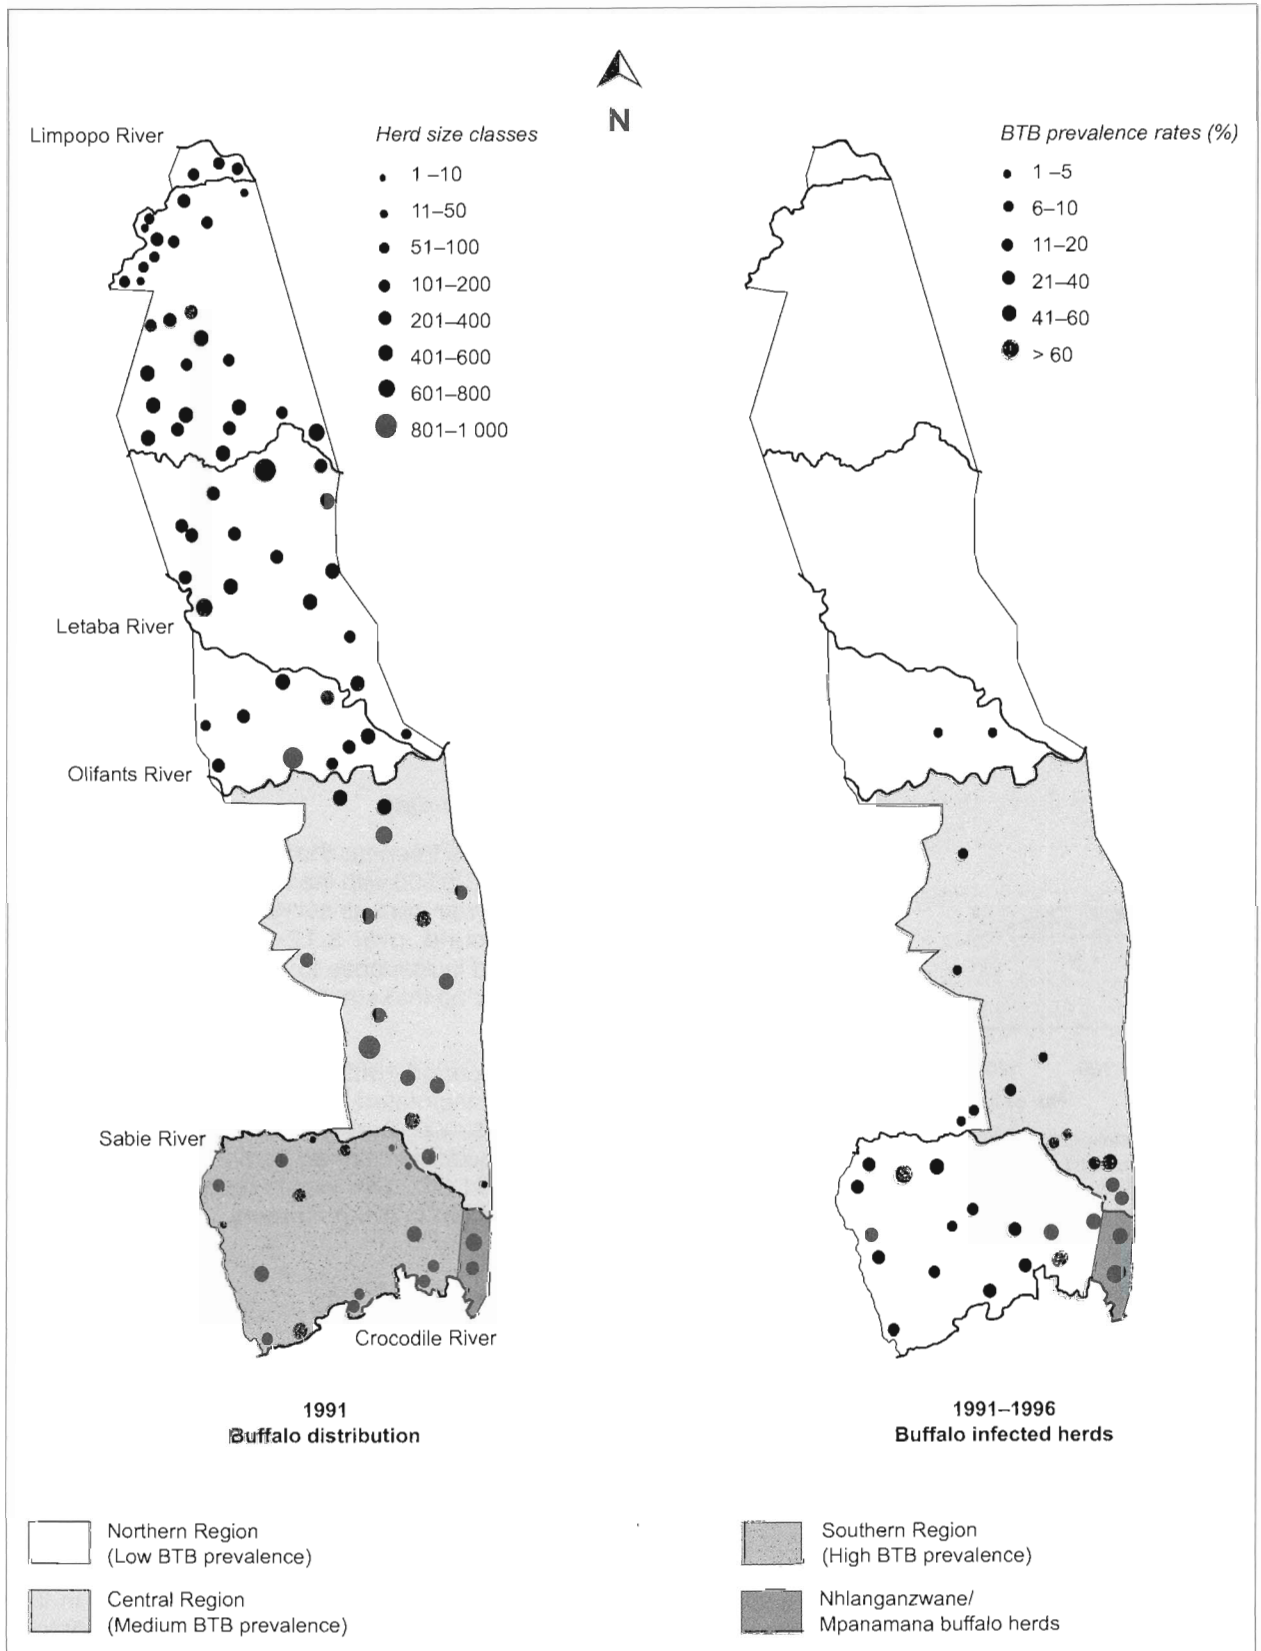 N
Limpopo River
Herd size classes
1 –10
11–50
51–100
101–200
201–400
401–600
601–800
801–1 000
BTB prevalence rates (%)
1 –5
6–10
11–20
21–40
41–60
> 60
Letaba River
Olifants River
Sabie River
Crocodile River
1991
Buffalo distribution
1991–1996
Buffalo infected herds
Northern Region
(Low BTB prevalence)
Central Region
(Medium BTB prevalence)
Southern Region
(High BTB prevalence)
Nhlanganzwane/
Mpanamana buffalo herds